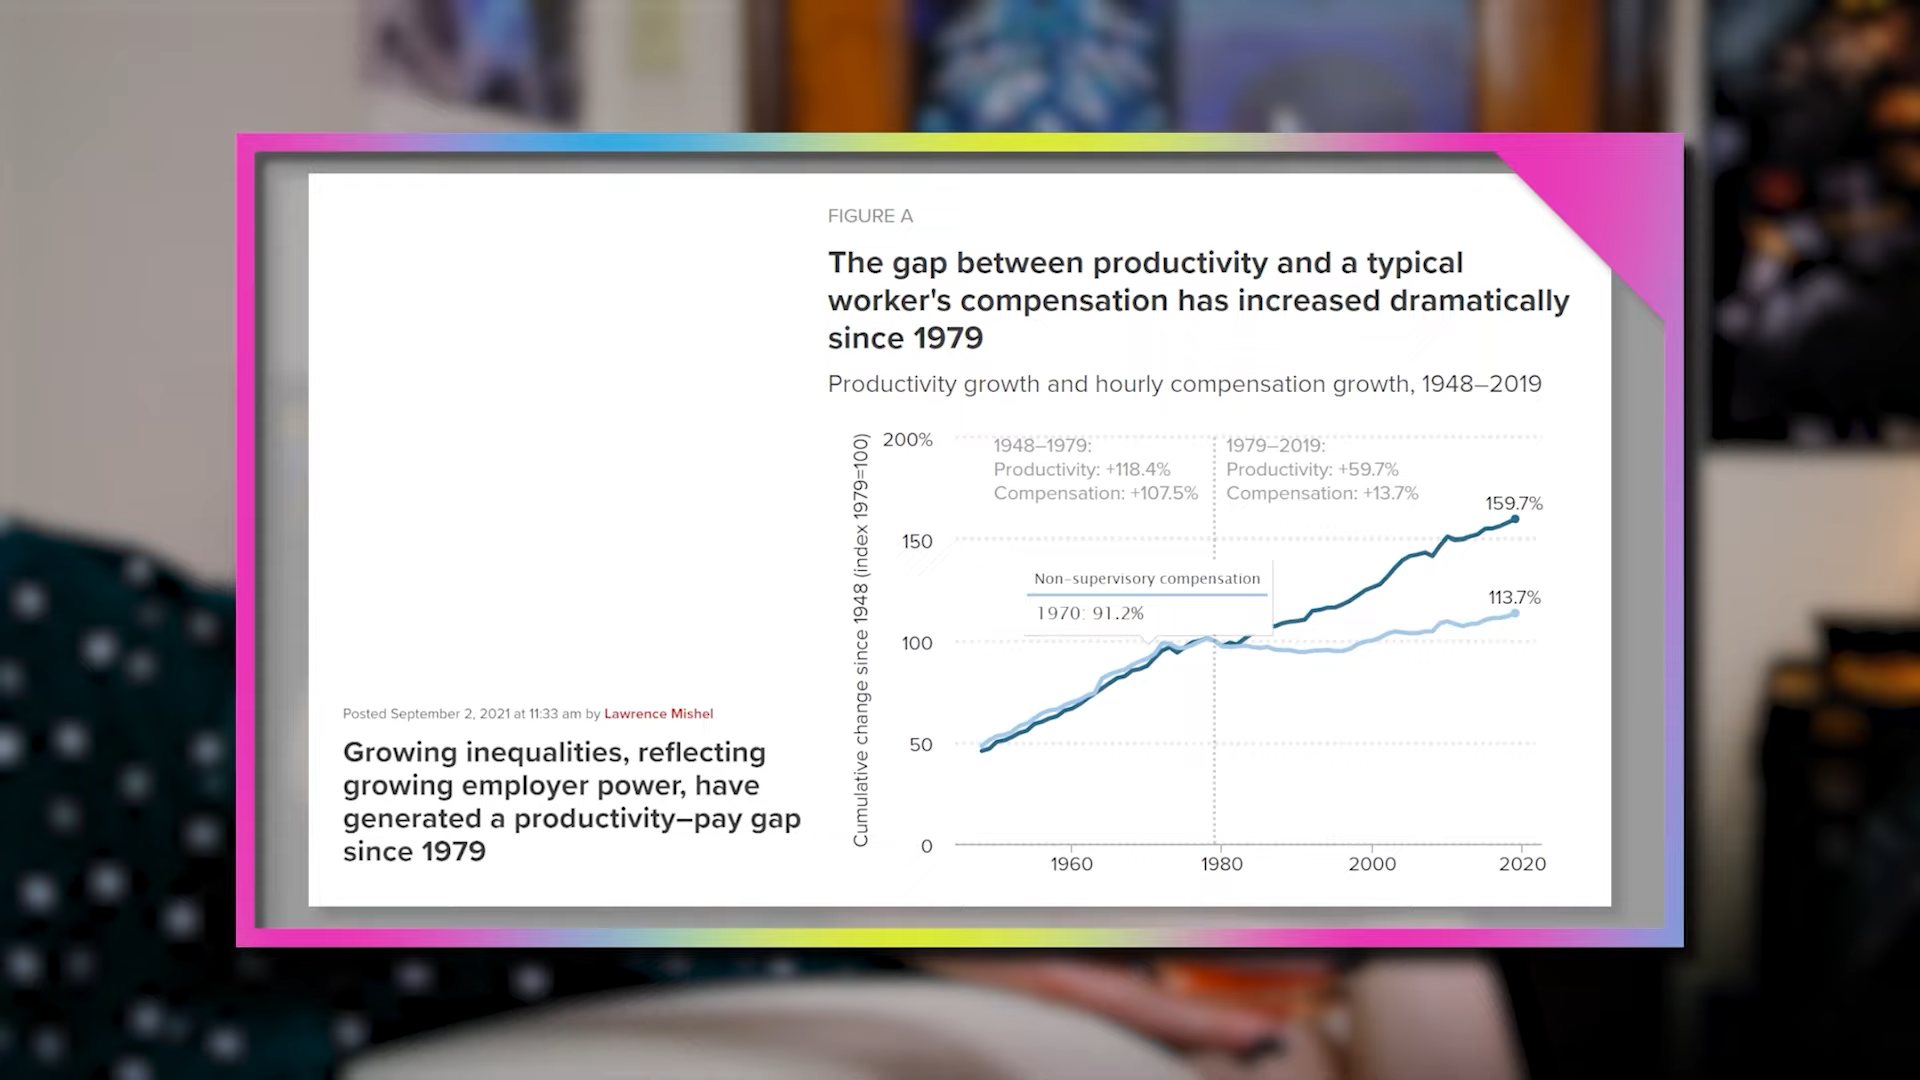 FIGURE A
The gap between productivity and a typical
worker's compensation has increased dramatically
since 1979
Productivity growth and hourly compensation growth, 1948–2019
Cumulative change since 1948 (index 1979=100)
200%
150
100
50
0
1948–1979:
Productivity: +118.4%
Compensation: +107.5%
1979–2019:
Productivity: +59.7%
Compensation: +13.7%
159.7%
113.7%
Non-supervisory compensation
1970: 91.2%
1960
1980
2000
2020
Posted September 2, 2021 at 11:33 am by Lawrence Mishel
Growing inequalities, reflecting
growing employer power, have
generated a productivity–pay gap
since 1979